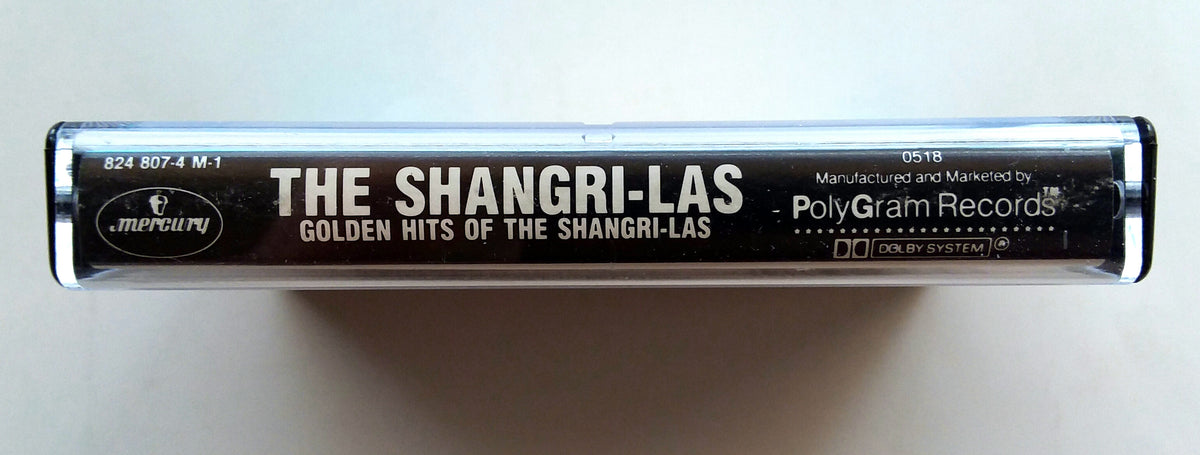 824 807-4 M-1
mercury
THE SHANGRI-LAS
GOLDEN HITS OF THE SHANGRI-LAS
0518
Manufactured and Marketed by
PolyGram Records™
DOLBY SYSTEM ®